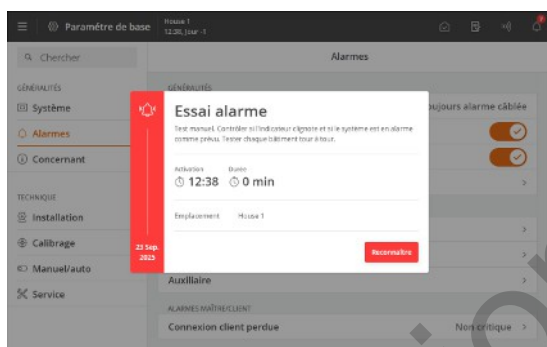 Paramétre de base
House 1
12:38, Jour -1
Chercher
Alarmes
GÉNÉRALITÉS
GÉNÉRALITÉS
Système
oujours alarme câblée
Alarmes
Concernant
TECHNIQUE
Installation
Calibrage
Manuel/auto
Service
Essai alarme
Test manuel. Contrôler si l'indicateur clignote et si le système est en alarme
comme prévu. Tester chaque bâtiment tour à tour.
Activation Durée
12:38 0 min
Emplacement House 1
23 Sep.
2025
Reconnaître
Auxiliaire
ALARMES MAÎTRE/CLIENT
Connexion client perdue Non critique